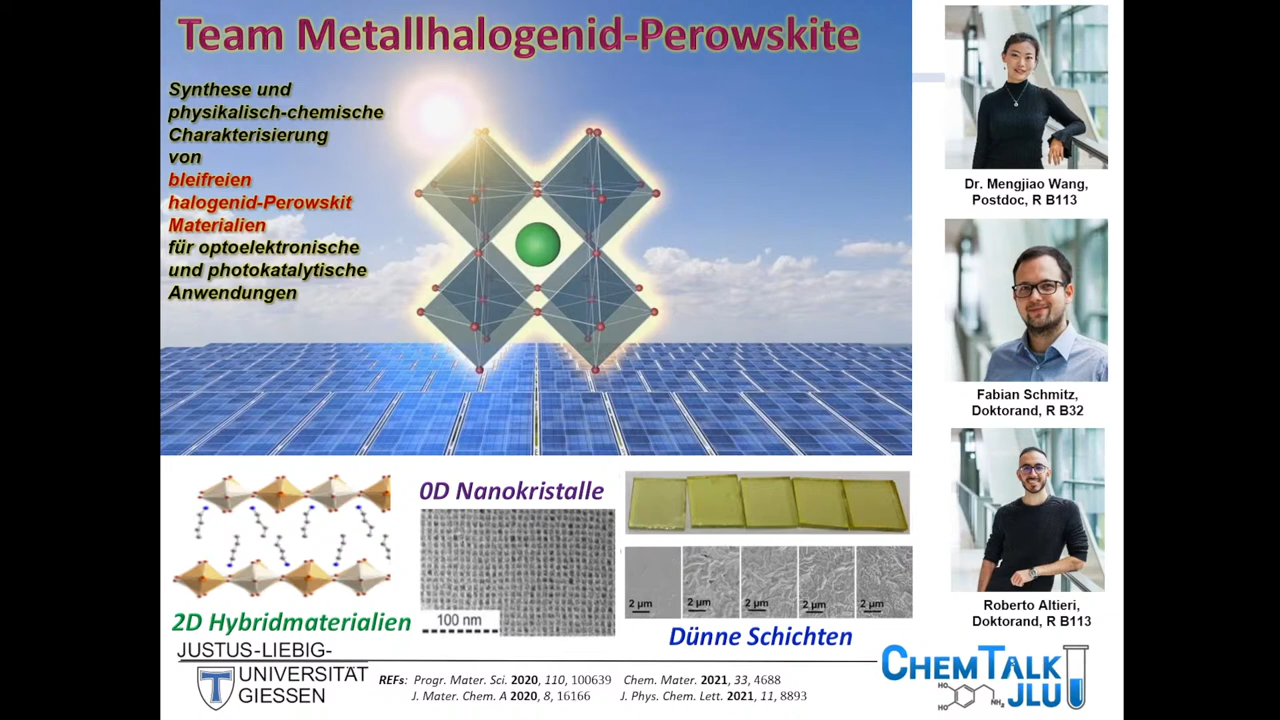 Team Metallhalogenid-Perowskite
Synthese und
physikalisch-chemische
Charakterisierung
von
bleifreien
halogenid-Perowskit
Materialien
für optoelektronische
und photokatalytische
Anwendungen
Dr. Mengjiao Wang,
Postdoc, R B113
Fabian Schmitz,
Doktorand, R B32
Roberto Altieri,
Doktorand, R B113
2D Hybridmaterialien
0D Nanokristalle
100 nm
2 µm
2 µm
2 µm
2 µm
2 µm
Dünne Schichten
JUSTUS-LIEBIG-
UNIVERSITÄT
GIESSEN
REFs: Progr. Mater. Sci. 2020, 110, 100639 Chem. Mater. 2021, 33, 4688
J. Mater. Chem. A 2020, 8, 16166 J. Phys. Chem. Lett. 2021, 11, 8893
CHEMTALK
JLU
HO
HO
NH2